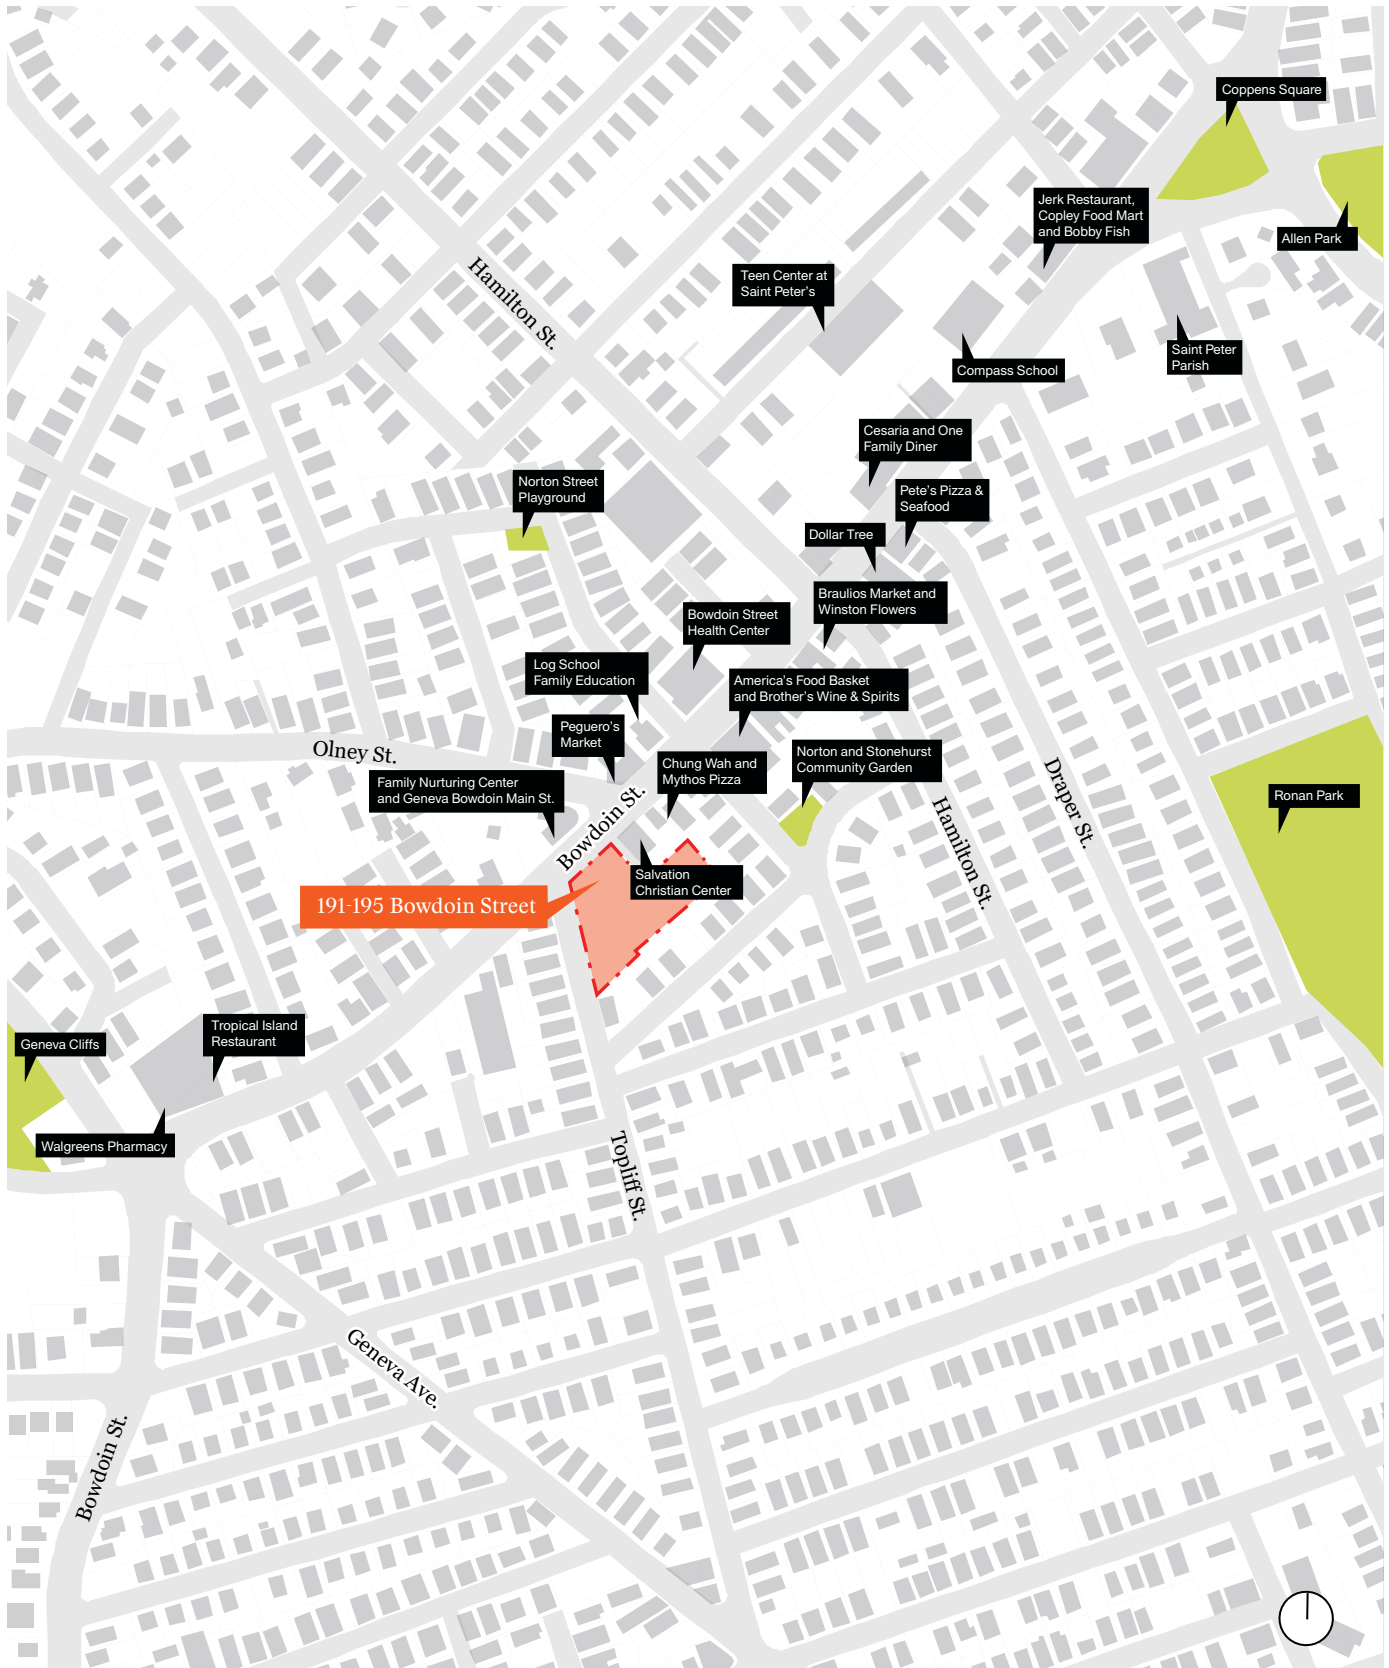 Coppens Square
Jerk Restaurant,
Copley Food Mart
and Bobby Fish
Allen Park
Hamilton St.
Teen Center at
Saint Peter's
Saint Peter
Parish
Compass School
Cesaria and One
Family Diner
Norton Street
Playground
Pete's Pizza &
Seafood
Dollar Tree
Braulios Market and
Winston Flowers
Bowdoin Street
Health Center
Log School
Family Education
America's Food Basket
and Brother's Wine & Spirits
Peguero's
Market
Olney St.
Norton and Stonehurst
Community Garden
Chung Wah and
Mythos Pizza
Family Nurturing Center
and Geneva Bowdoin Main St.
Draper St.
Ronan Park
Bowdoin St.
Hamilton St.
Salvation
Christian Center
191-195 Bowdoin Street
Tropical Island
Restaurant
Geneva Cliffs
Walgreens Pharmacy
Topliff St.
Geneva Ave.
Bowdoin St.